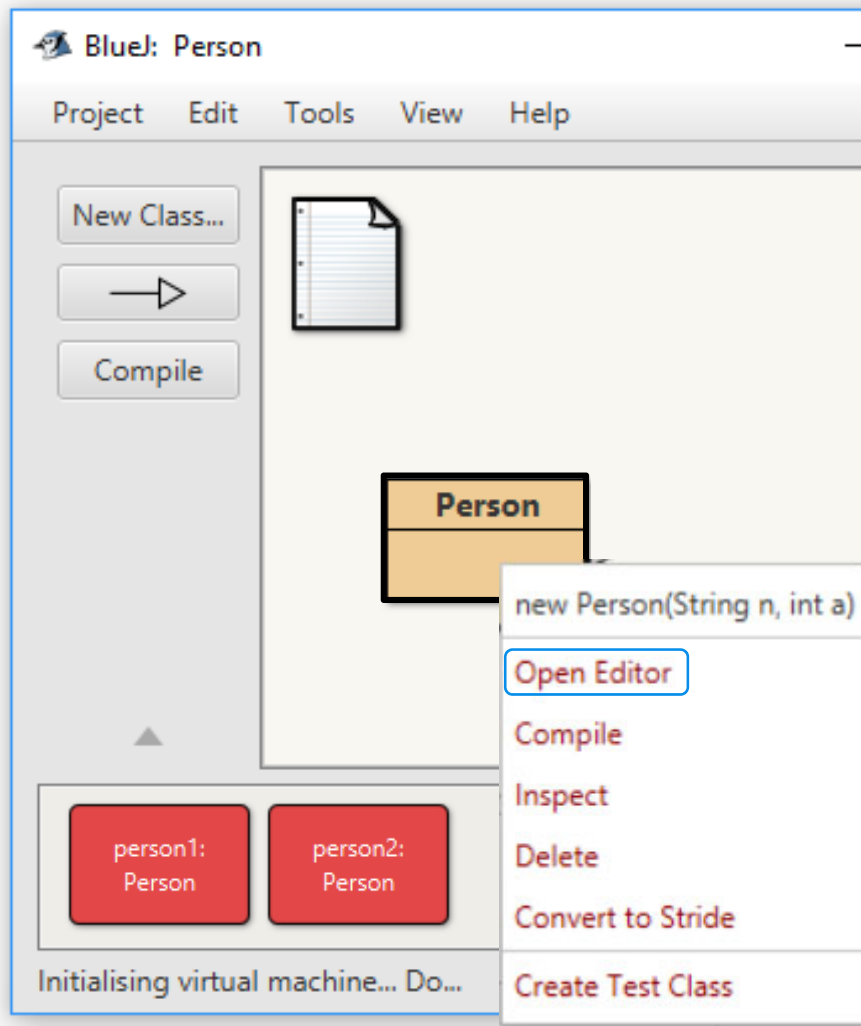 BlueJ: Person
Project Edit Tools View Help
New Class...
Compile
Person
new Person(String n, int a)
Open Editor
Compile
Inspect
Delete
Convert to Stride
Create Test Class
person1:
Person
person2:
Person
Initialising virtual machine... Do...